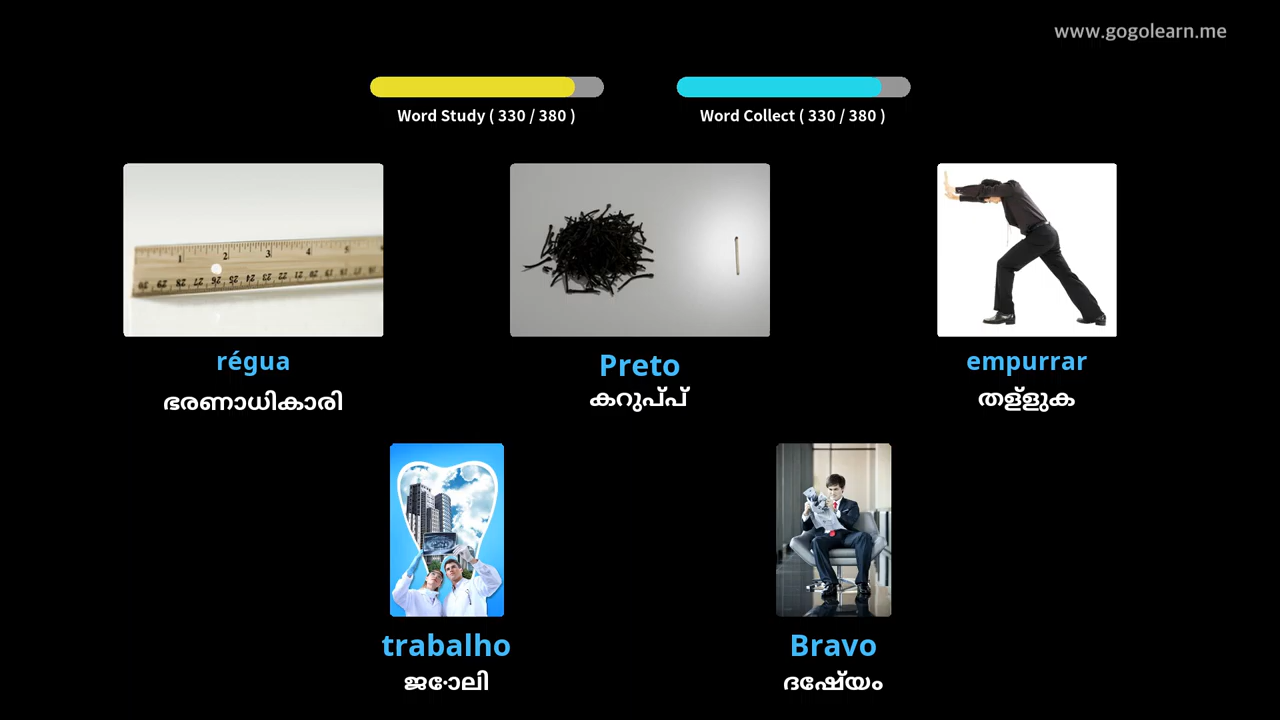 www.gogolearn.me
Word Study ( 330 / 380 )
Word Collect ( 330 / 380 )
régua
ഭരണാധികാരി
Preto
കറുപ്പ്
empurrar
തള്ളുക
trabalho
ജോലി
Bravo
ദേഷ്യം